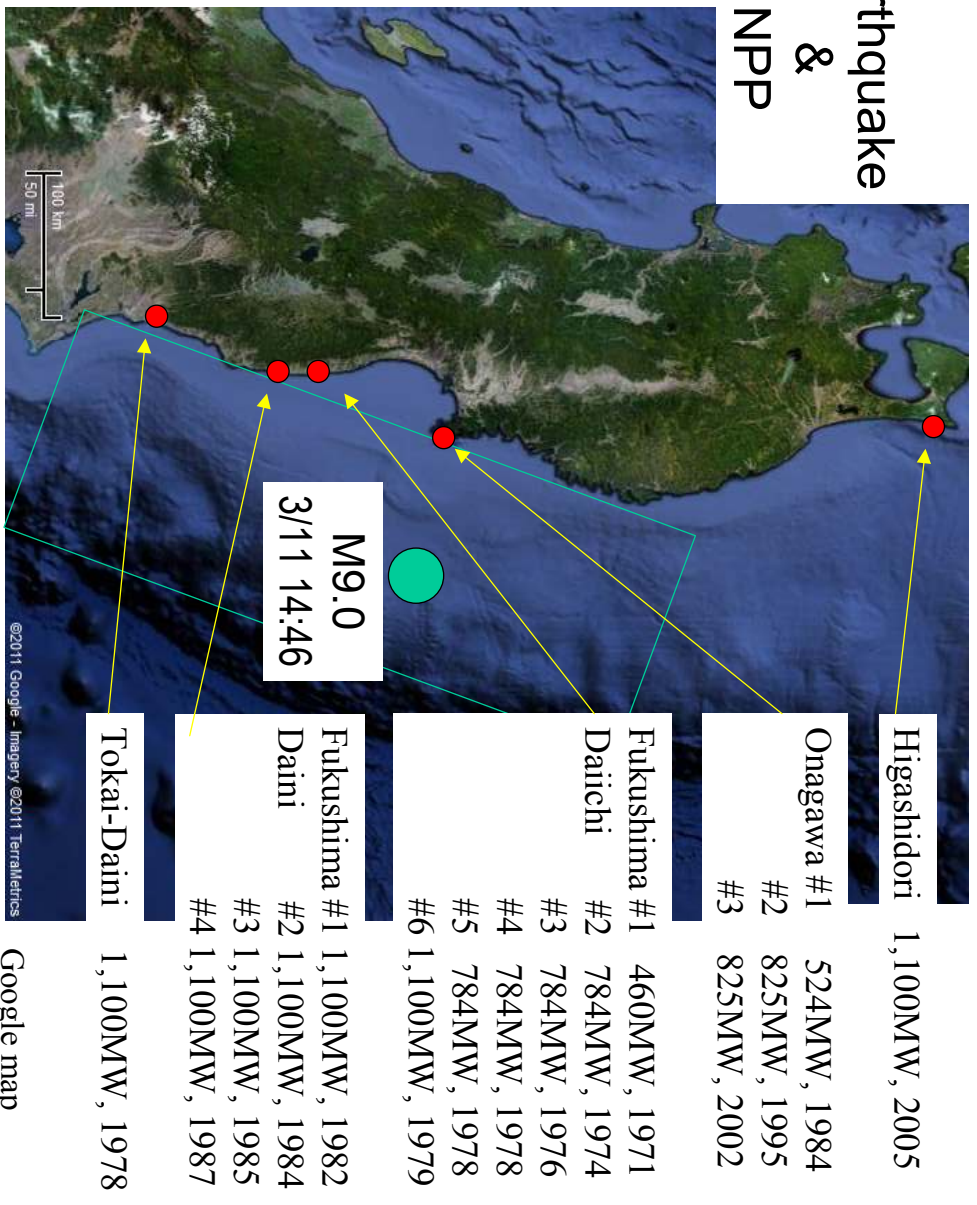 &
NPP
Higashidori 1,100MW, 2005
Onagawa #1 524MW, 1984
#2 825MW, 1995
#3 825MW, 2002
Fukushima #1 460MW, 1971
Daiichi #2 784MW, 1974
#3 784MW, 1976
#4 784MW, 1978
#5 784MW, 1978
#6 1,100MW, 1979
Fukushima #1 1,100MW, 1982
Daini #2 1,100MW, 1984
#3 1,100MW, 1985
#4 1,100MW, 1987
Tokai-Daini 1,100MW, 1978
M9.0
3/11 14:46
100 km
50 mi
©2011 Google - Imagery ©2011 TerraMetrics
Google map